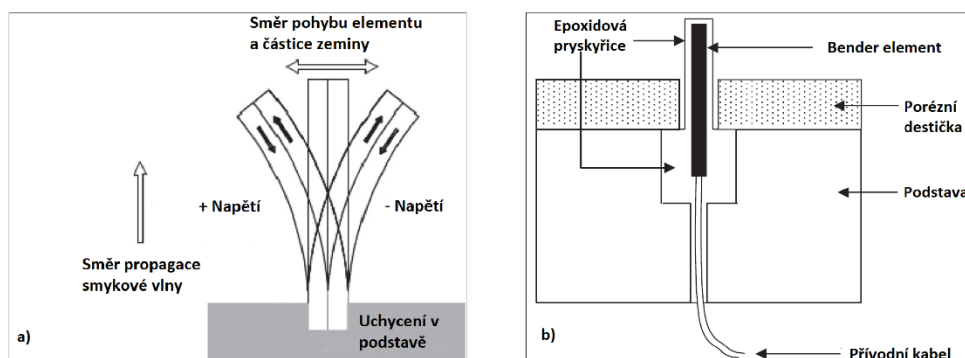 Směr pohybu elementu
a částice zeminy
+ Napětí
- Napětí
Směr propagace
smykové vlny
Uchycení v
podstavě
a)
Epoxidová
pryskyřice
Bender element
Porézní
destička
Podstava
b)
Přívodní kabel